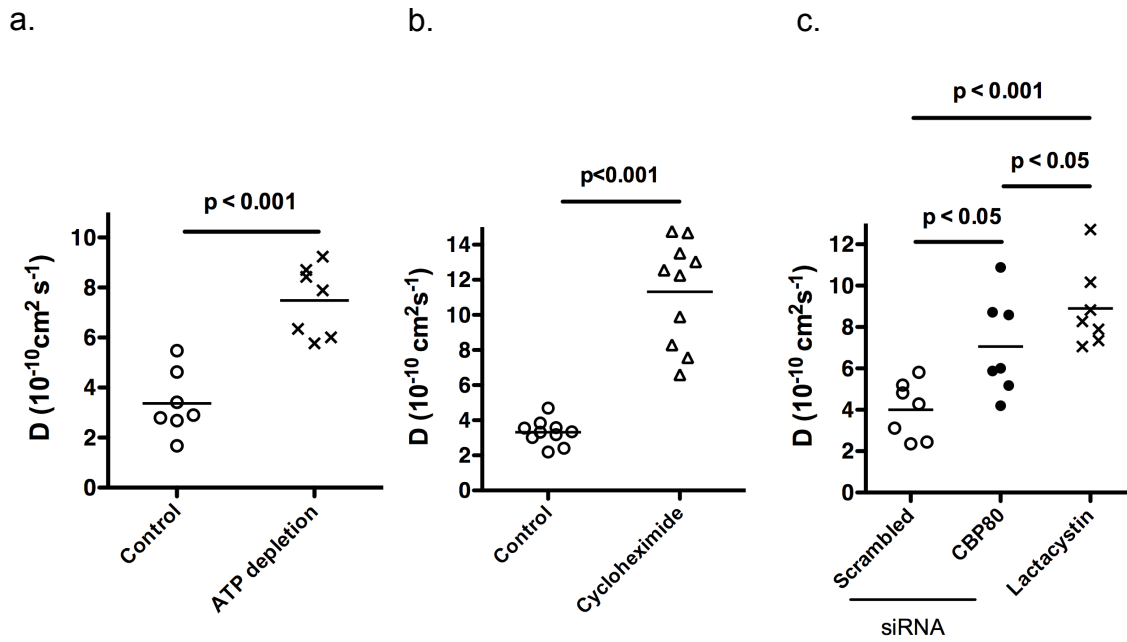 a.
p < 0.001
D (10⁻¹⁰cm² s⁻¹)
10
8
6
4
2
0
Control
ATP depletion
b.
p<0.001
D (10⁻¹⁰ cm²s⁻¹)
14
12
10
8
6
4
2
0
Control
Cycloheximide
c.
p < 0.001
p < 0.05
p < 0.05
D (10⁻¹⁰ cm²s⁻¹)
12
10
8
6
4
2
0
Scrambled
CBP80
Lactacystin
siRNA